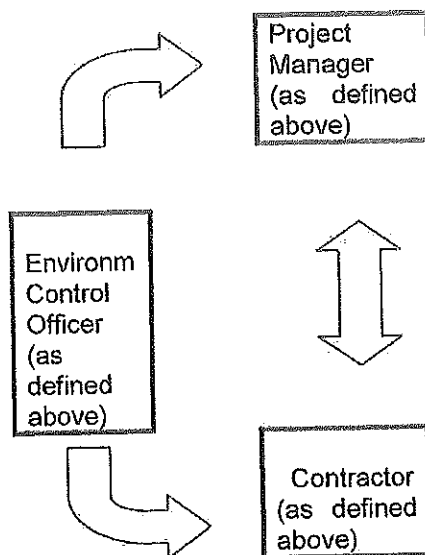 Project
Manager
(as defined
above)
Environm
Control
Officer
(as
defined
above)
Contractor
(as defined
above)